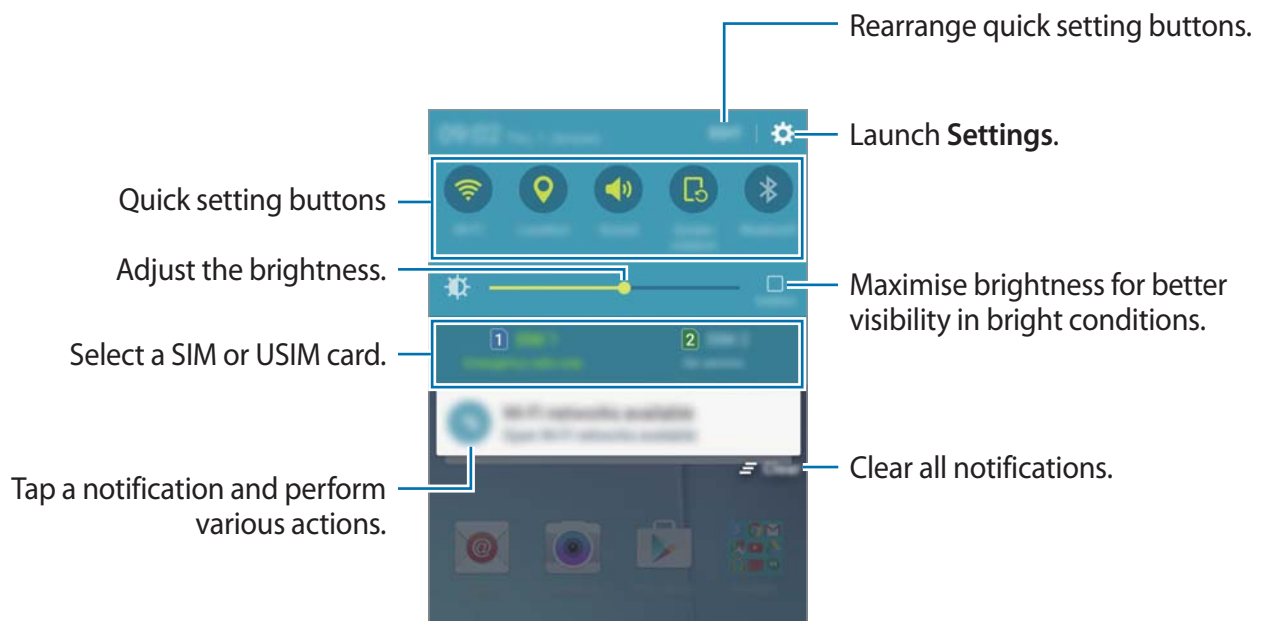 Rearrange quick setting buttons.
Launch Settings.
Quick setting buttons
Adjust the brightness.
Maximise brightness for better
visibility in bright conditions.
1
2
Select a SIM or USIM card.
Clear all notifications.
Tap a notification and perform
various actions.